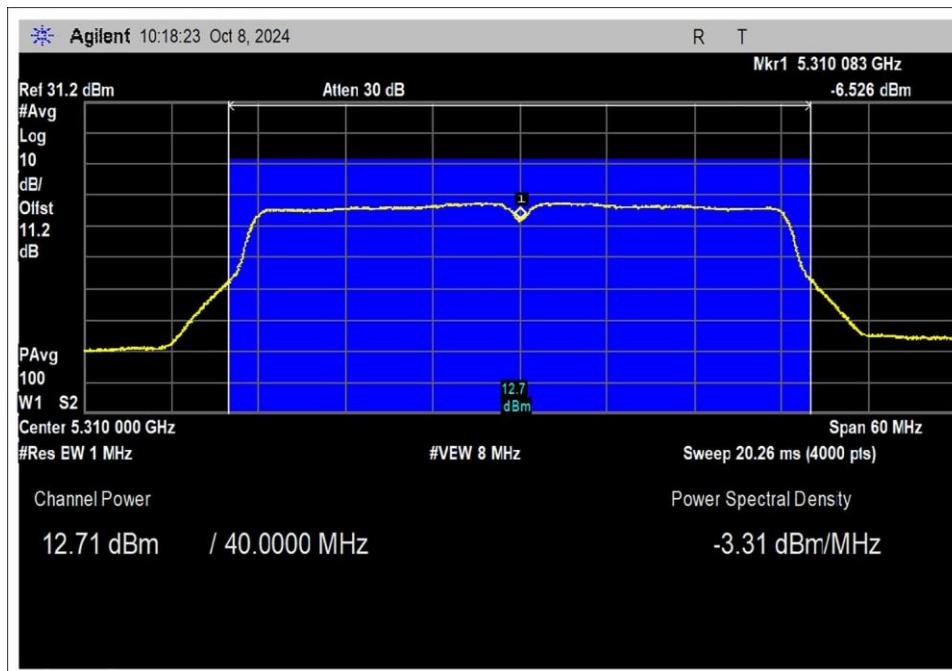 Agilent 10:18:23 Oct 8, 2024 R T
Mkr1 5.310 083 GHz
Ref 31.2 dBm Atten 30 dB -6.526 dBm
#Avg
Log
10
dB/
Offst
11.2
dB
1
PAvg
100
W1 S2
12.7
dBm
Center 5.310 000 GHz Span 60 MHz
#Res BW 1 MHz #VBW 8 MHz Sweep 20.26 ms (4000 pts)
Channel Power Power Spectral Density
12.71 dBm / 40.0000 MHz -3.31 dBm/MHz